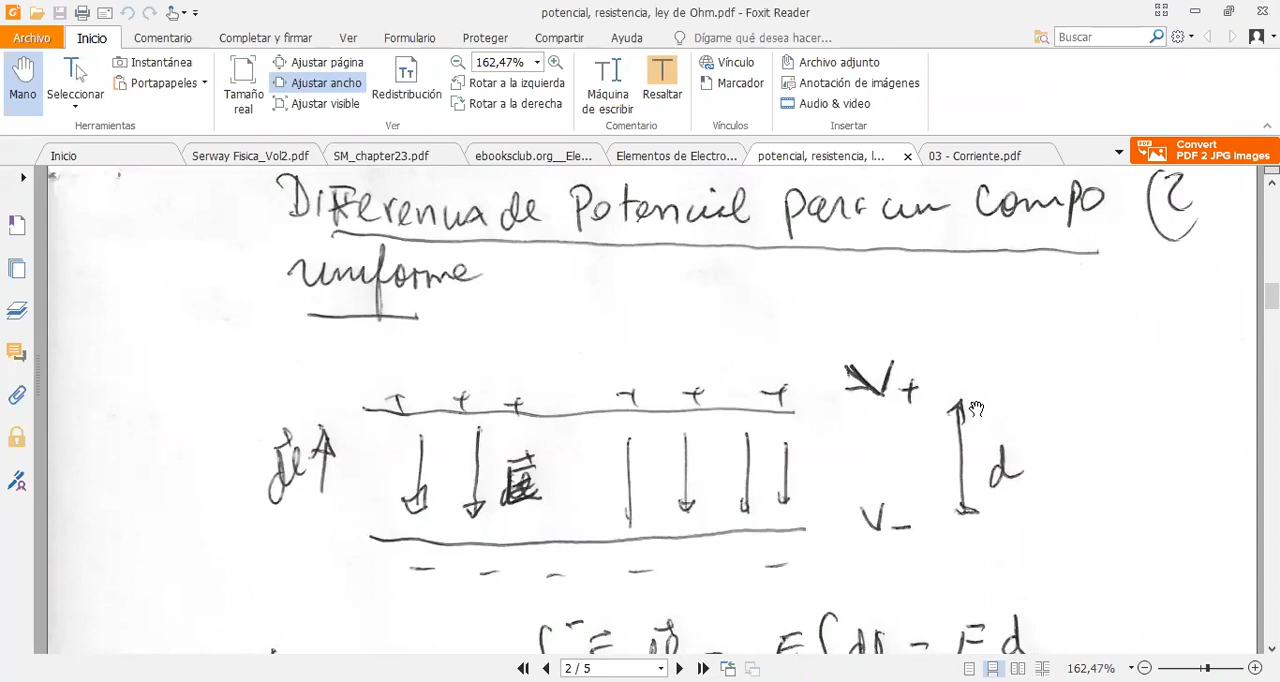 potencial, resistencia, ley de Ohm.pdf - Foxit Reader
Archivo Inicio Comentario Completar y firmar Ver Formulario Proteger Compartir Ayuda Dígame qué desea hacer... Buscar
Mano
Seleccionar
Instantánea
Portapapeles
Herramientas
Tamaño real
Ajustar página
Ajustar ancho
Ajustar visible
Redistribución
162,47%
Rotar a la izquierda
Rotar a la derecha
Ver
Máquina de escribir
Resaltar
Comentario
Vínculo
Marcador
Vínculos
Archivo adjunto
Anotación de imágenes
Audio & video
Insertar
Inicio Serway Fisica_Vol2.pdf SM_chapter23.pdf ebooksclub.org__Ele... Elementos de Electro... potencial, resistencia, l... 03 - Corriente.pdf
Convert
PDF 2 JPG Images
Diferencia de Potencial para un campo (2
uniforme
+ + + + + + V+
dl E d
V-
- - - - -
2 / 5 162,47%